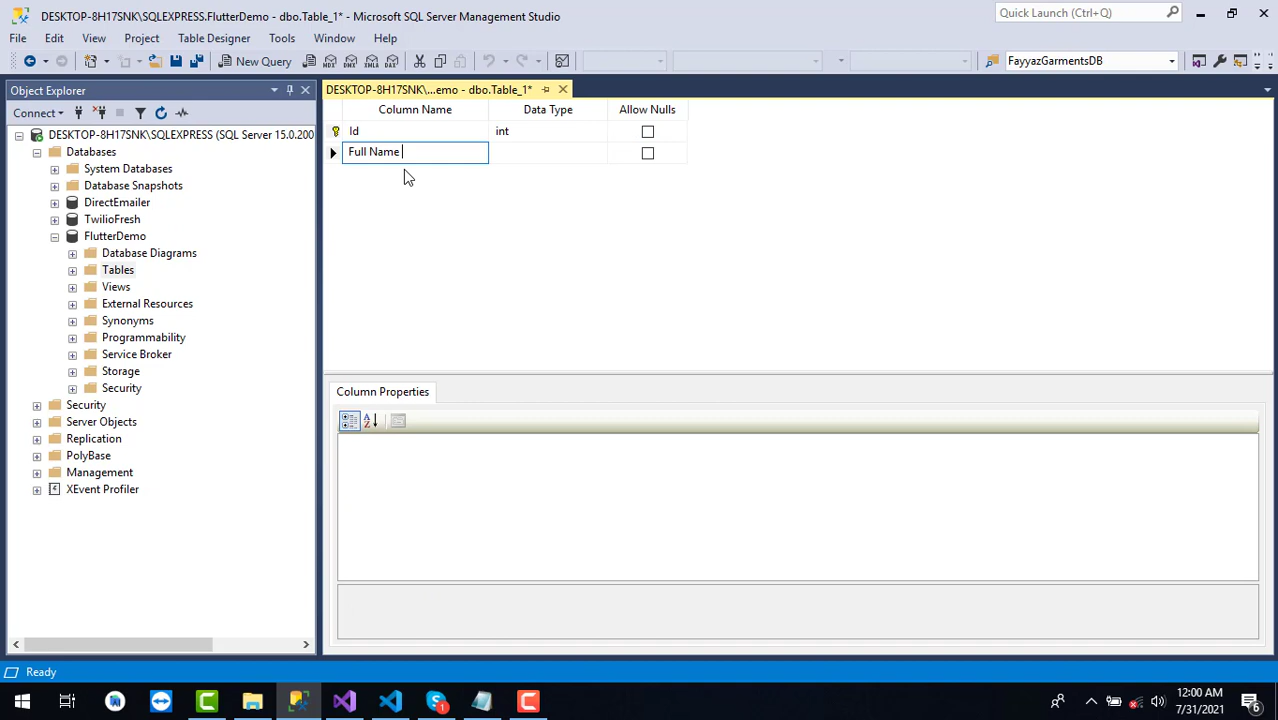 DESKTOP-8H17SNK\SQLEXPRESS.FlutterDemo - dbo.Table_1* - Microsoft SQL Server Management Studio
Quick Launch (Ctrl+Q)
File Edit View Project Table Designer Tools Window Help
New Query
FayyazGarmentsDB
Object Explorer
DESKTOP-8H17SNK\...emo - dbo.Table_1*
Connect
Column Name Data Type Allow Nulls
Id int
Full Name
DESKTOP-8H17SNK\SQLEXPRESS (SQL Server 15.0.200
Databases
System Databases
Database Snapshots
DirectEmailer
TwilioFresh
FlutterDemo
Database Diagrams
Tables
Views
External Resources
Synonyms
Programmability
Service Broker
Storage
Security
Security
Server Objects
Replication
PolyBase
Management
XEvent Profiler
Column Properties
Ready
12:00 AM
7/31/2021